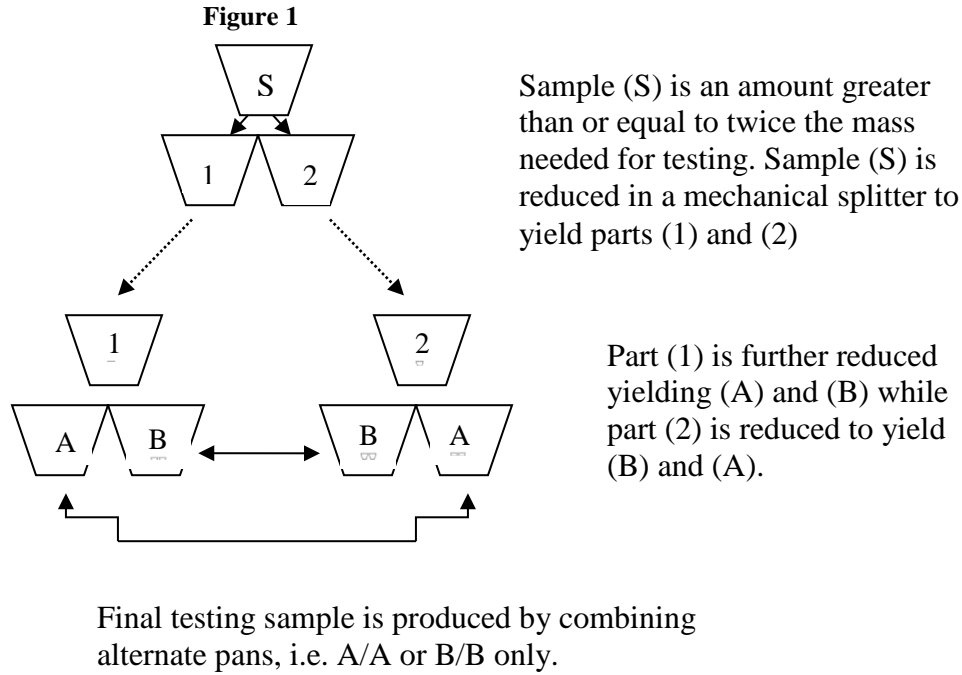 Figure 1
S
Sample (S) is an amount greater
than or equal to twice the mass
needed for testing. Sample (S) is
reduced in a mechanical splitter to
yield parts (1) and (2)
1 2
1 2
Part (1) is further reduced
yielding (A) and (B) while
part (2) is reduced to yield
(B) and (A).
A B B A
Final testing sample is produced by combining
alternate pans, i.e. A/A or B/B only.